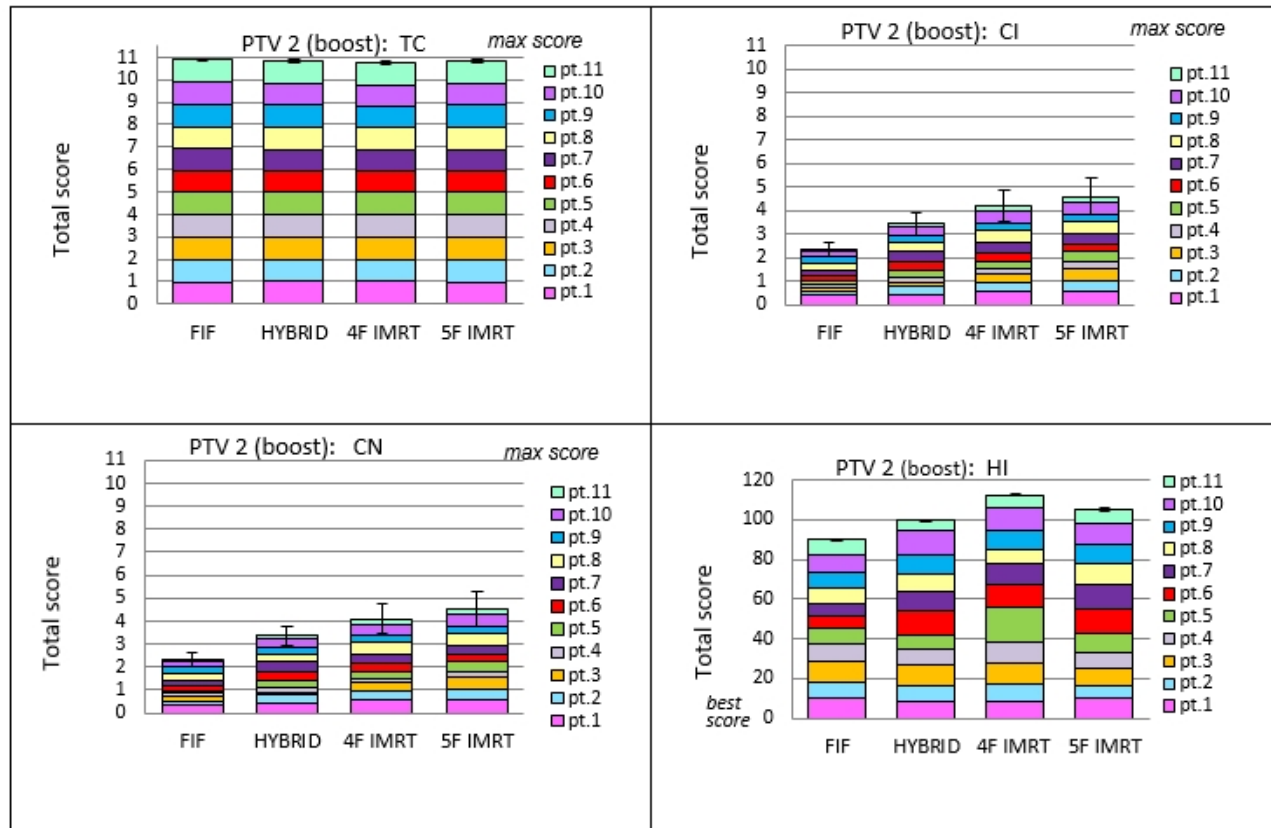 PTV 2 (boost): TC
max score
Total score
11
10
9
8
7
6
5
4
3
2
1
0
FIF
HYBRID
4F IMRT
5F IMRT
pt.11
pt.10
pt.9
pt.8
pt.7
pt.6
pt.5
pt.4
pt.3
pt.2
pt.1
PTV 2 (boost): CI
max score
Total score
11
10
9
8
7
6
5
4
3
2
1
0
FIF
HYBRID
4F IMRT
5F IMRT
pt.11
pt.10
pt.9
pt.8
pt.7
pt.6
pt.5
pt.4
pt.3
pt.2
pt.1
PTV 2 (boost): CN
max score
Total score
11
10
9
8
7
6
5
4
3
2
1
0
FIF
HYBRID
4F IMRT
5F IMRT
pt.11
pt.10
pt.9
pt.8
pt.7
pt.6
pt.5
pt.4
pt.3
pt.2
pt.1
PTV 2 (boost): HI
Total score
120
100
80
60
40
20
0
best
score
FIF
HYBRID
4F IMRT
5F IMRT
pt.11
pt.10
pt.9
pt.8
pt.7
pt.6
pt.5
pt.4
pt.3
pt.2
pt.1